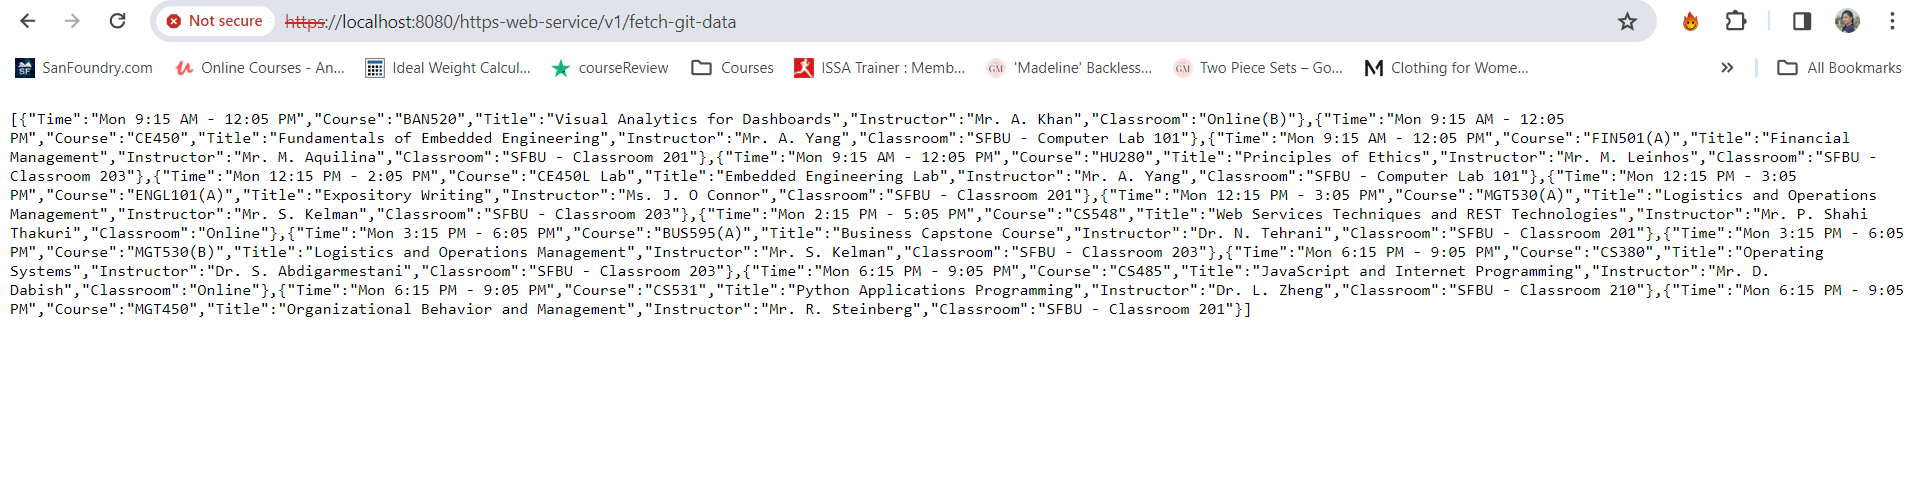 Not secure https://localhost:8080/https-web-service/v1/fetch-git-data
SanFoundry.com Online Courses - An... Ideal Weight Calcul... courseReview Courses ISSA Trainer : Memb... GM 'Madeline' Backless... GM Two Piece Sets – Go... M Clothing for Wome... » All Bookmarks
[{"Time":"Mon 9:15 AM - 12:05 PM","Course":"BAN520","Title":"Visual Analytics for Dashboards","Instructor":"Mr. A. Khan","Classroom":"Online(B)"},{"Time":"Mon 9:15 AM - 12:05
PM","Course":"CE450","Title":"Fundamentals of Embedded Engineering","Instructor":"Mr. A. Yang","Classroom":"SFBU - Computer Lab 101"},{"Time":"Mon 9:15 AM - 12:05 PM","Course":"FIN501(A)","Title":"Financial
Management","Instructor":"Mr. M. Aquilina","Classroom":"SFBU - Classroom 201"},{"Time":"Mon 9:15 AM - 12:05 PM","Course":"HU280","Title":"Principles of Ethics","Instructor":"Mr. M. Leinhos","Classroom":"SFBU -
Classroom 203"},{"Time":"Mon 12:15 PM - 2:05 PM","Course":"CE450L Lab","Title":"Embedded Engineering Lab","Instructor":"Mr. A. Yang","Classroom":"SFBU - Computer Lab 101"},{"Time":"Mon 12:15 PM - 3:05
PM","Course":"ENGL101(A)","Title":"Expository Writing","Instructor":"Ms. J. O Connor","Classroom":"SFBU - Classroom 201"},{"Time":"Mon 12:15 PM - 3:05 PM","Course":"MGT530(A)","Title":"Logistics and Operations
Management","Instructor":"Mr. S. Kelman","Classroom":"SFBU - Classroom 203"},{"Time":"Mon 2:15 PM - 5:05 PM","Course":"CS548","Title":"Web Services Techniques and REST Technologies","Instructor":"Mr. P. Shahi
Thakuri","Classroom":"Online"},{"Time":"Mon 3:15 PM - 6:05 PM","Course":"BUS595(A)","Title":"Business Capstone Course","Instructor":"Dr. N. Tehrani","Classroom":"SFBU - Classroom 201"},{"Time":"Mon 3:15 PM - 6:05
PM","Course":"MGT530(B)","Title":"Logistics and Operations Management","Instructor":"Mr. S. Kelman","Classroom":"SFBU - Classroom 203"},{"Time":"Mon 6:15 PM - 9:05 PM","Course":"CS380","Title":"Operating
Systems","Instructor":"Dr. S. Abdigarmestani","Classroom":"SFBU - Classroom 203"},{"Time":"Mon 6:15 PM - 9:05 PM","Course":"CS485","Title":"JavaScript and Internet Programming","Instructor":"Mr. D.
Dabish","Classroom":"Online"},{"Time":"Mon 6:15 PM - 9:05 PM","Course":"CS531","Title":"Python Applications Programming","Instructor":"Dr. L. Zheng","Classroom":"SFBU - Classroom 210"},{"Time":"Mon 6:15 PM - 9:05
PM","Course":"MGT450","Title":"Organizational Behavior and Management","Instructor":"Mr. R. Steinberg","Classroom":"SFBU - Classroom 201"}]